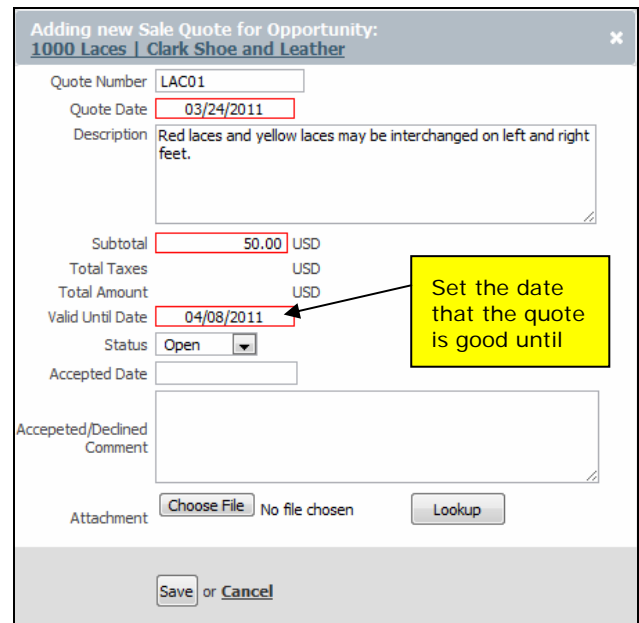 Adding new Sale Quote for Opportunity:
1000 Laces | Clark Shoe and Leather
Quote Number LAC01
Quote Date 03/24/2011
Description Red laces and yellow laces may be interchanged on left and right
feet.
Subtotal 50.00 USD
Total Taxes USD
Total Amount USD
Valid Until Date 04/08/2011
Set the date
that the quote
is good until
Status Open
Accepted Date
Accepeted/Declined
Comment
Attachment Choose File No file chosen Lookup
Save or Cancel